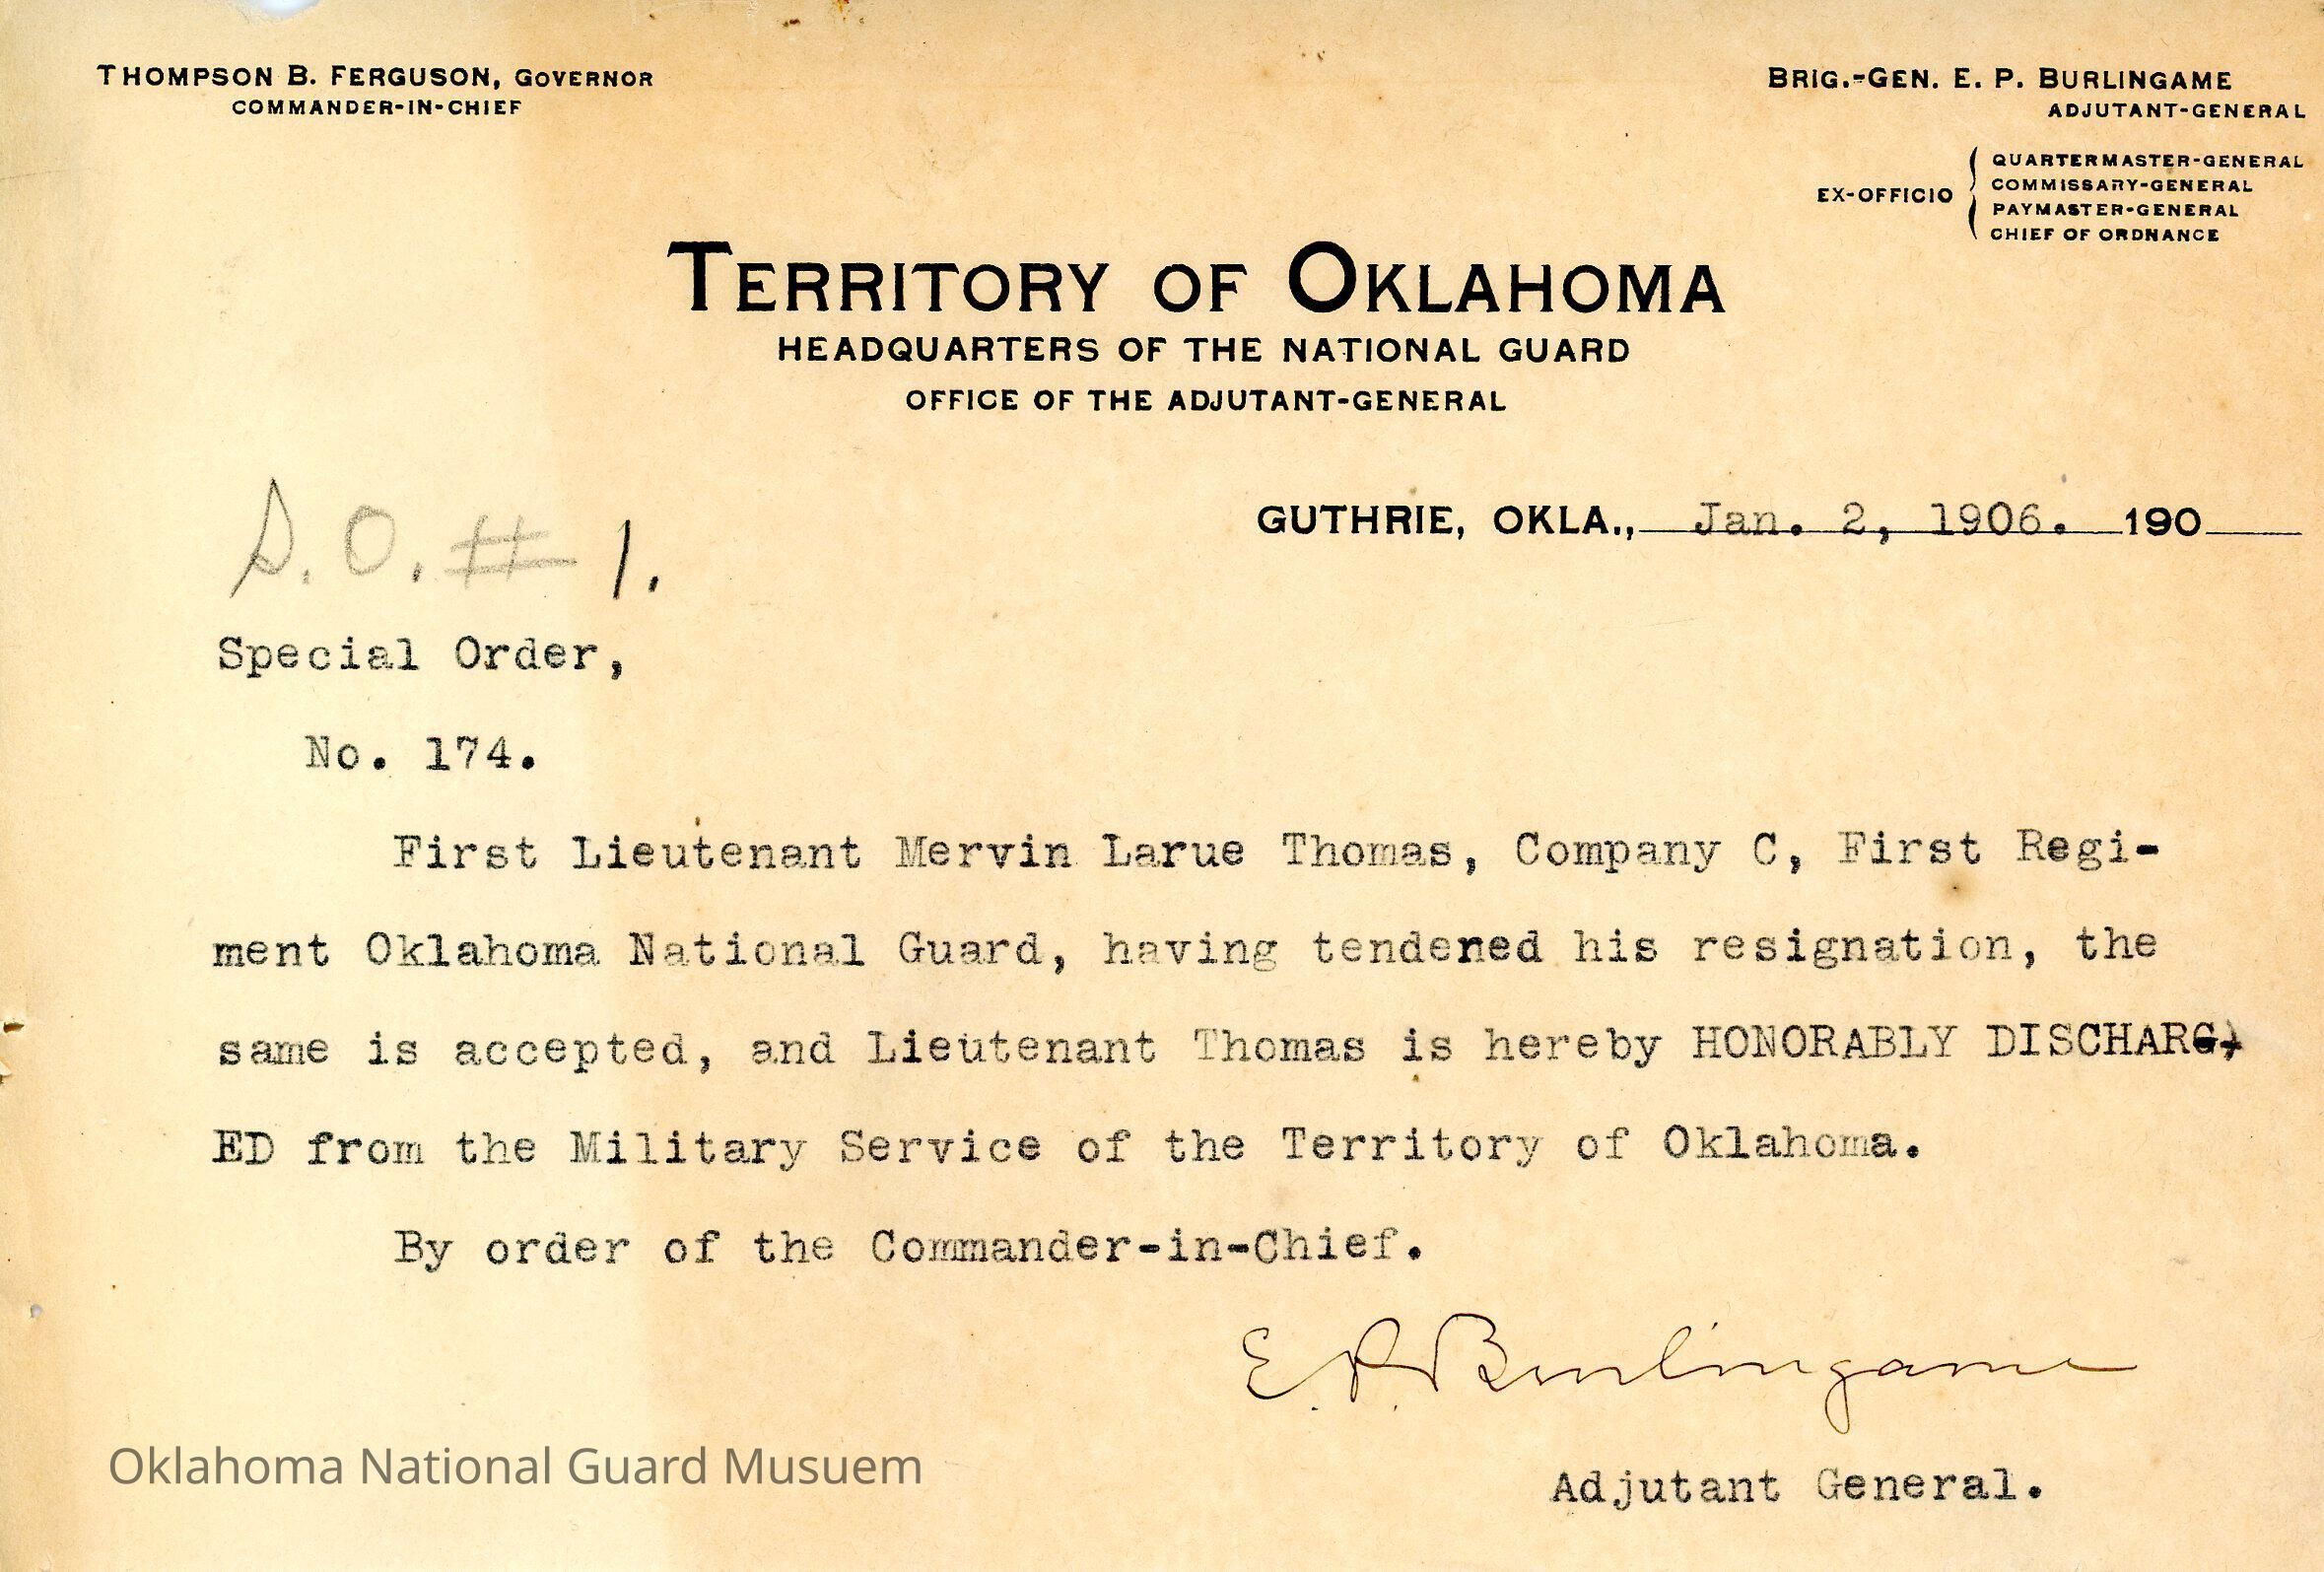 THOMPSON B. FERGUSON, GOVERNOR
COMMANDER-IN-CHIEF
BRIG.-GEN. E. P. BURLINGAME
ADJUTANT-GENERAL
EX-OFFICIO
QUARTERMASTER-GENERAL
COMMISSARY-GENERAL
PAYMASTER-GENERAL
CHIEF OF ORDNANCE
TERRITORY OF OKLAHOMA
HEADQUARTERS OF THE NATIONAL GUARD
OFFICE OF THE ADJUTANT-GENERAL
GUTHRIE, OKLA., Jan. 2, 1906. 190
S. O. # 1.
Special Order,
No. 174.
First Lieutenant Mervin Larue Thomas, Company C, First Regi-
ment Oklahoma National Guard, having tendened his resignation, the
same is accepted, and Lieutenant Thomas is hereby HONORABLY DISCHARG,
ED from the Military Service of the Territory of Oklahoma.
By order of the Commander-in-Chief.
E. P. Burlingame
Adjutant General.
Oklahoma National Guard Musuem